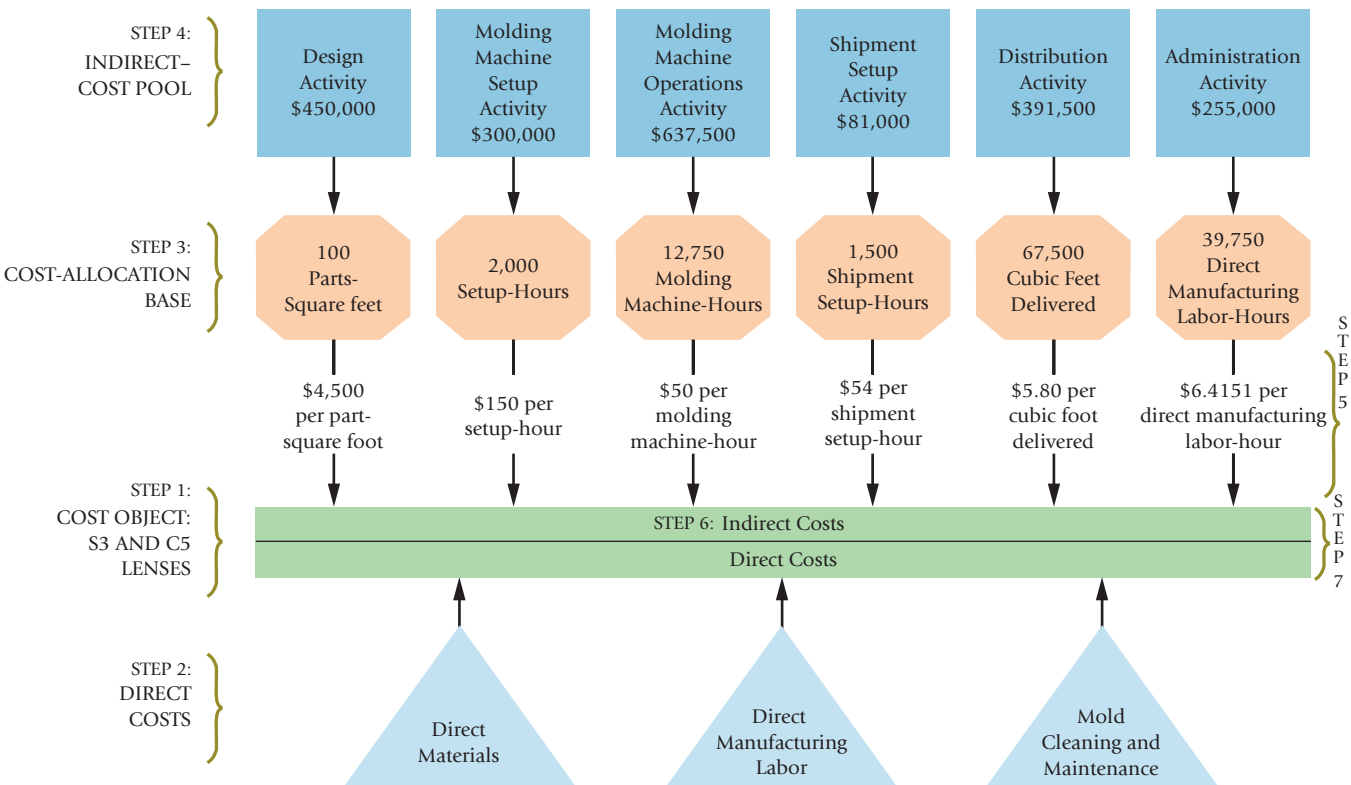 STEP 4:
INDIRECT–
COST POOL
Design
Activity
$450,000
Molding
Machine
Setup
Activity
$300,000
Molding
Machine
Operations
Activity
$637,500
Shipment
Setup
Activity
$81,000
Distribution
Activity
$391,500
Administration
Activity
$255,000
STEP 3:
COST-ALLOCATION
BASE
100
Parts-
Square feet
2,000
Setup-Hours
12,750
Molding
Machine-Hours
1,500
Shipment
Setup-Hours
67,500
Cubic Feet
Delivered
39,750
Direct
Manufacturing
Labor-Hours
$4,500
per part-
square foot
$150 per
setup-hour
$50 per
molding
machine-hour
$54 per
shipment
setup-hour
$5.80 per
cubic foot
delivered
$6.4151 per
direct manufacturing
labor-hour
STEP 5
STEP 1:
COST OBJECT:
S3 AND C5
LENSES
STEP 6: Indirect Costs
Direct Costs
STEP 7
STEP 2:
DIRECT
COSTS
Direct
Materials
Direct
Manufacturing
Labor
Mold
Cleaning and
Maintenance